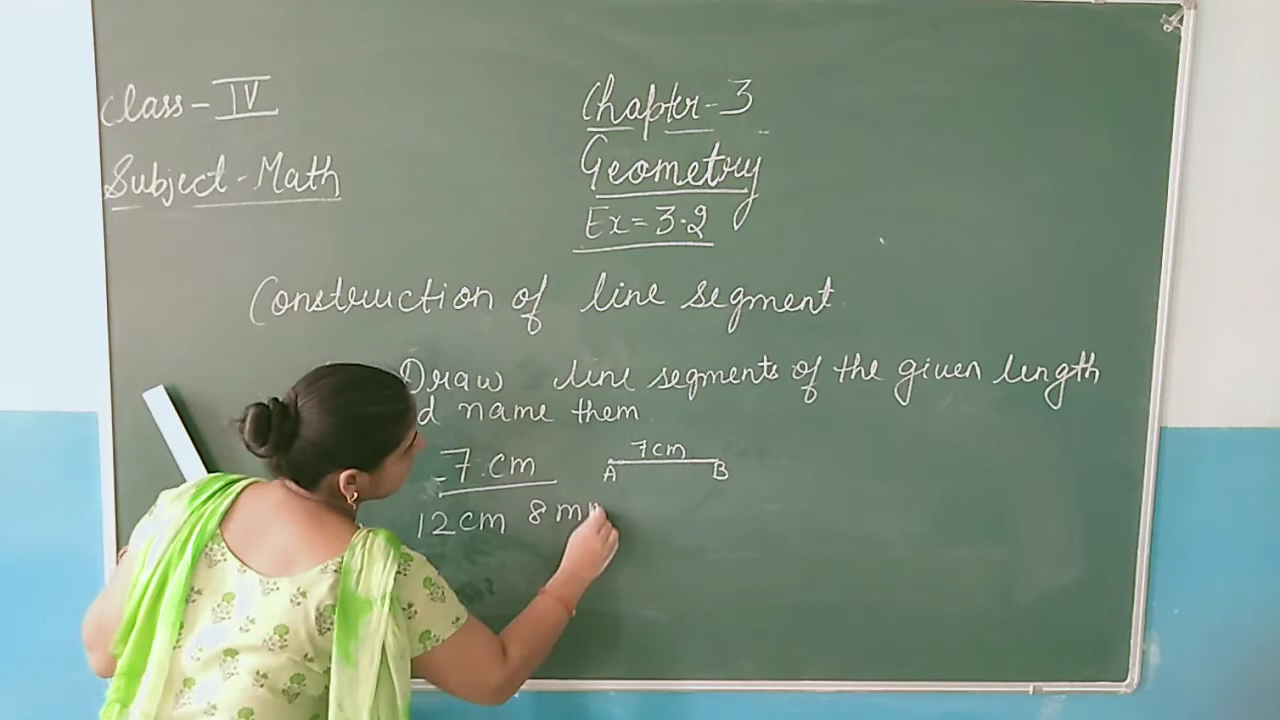 Class - IV
Subject - Math
Chapter - 3
Geometry
Ex = 3.2
Construction of line segment
Draw line segments of the given length
d name them
7 cm
7cm
A B
12cm 8 m